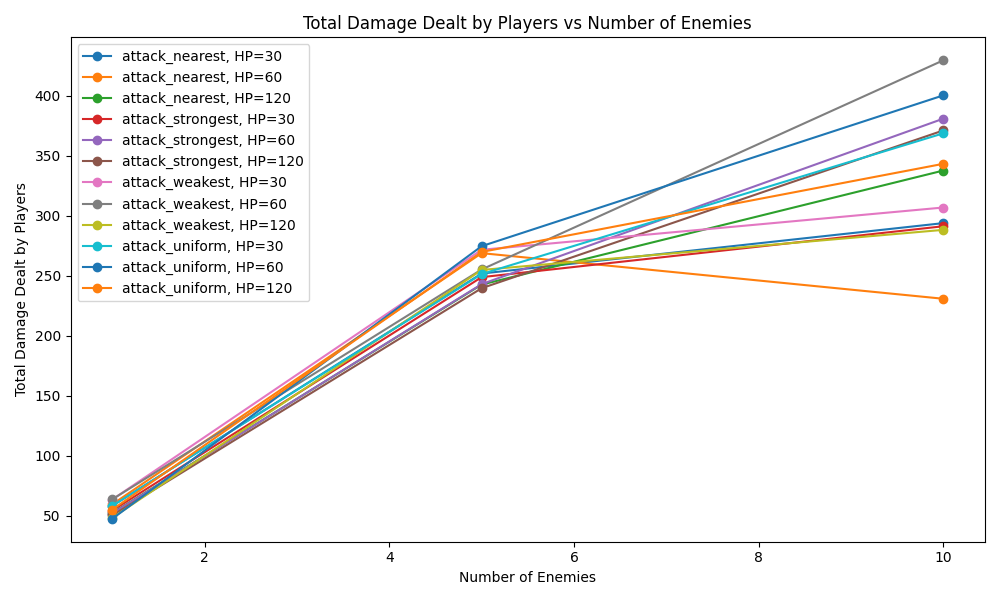 Total Damage Dealt by Players vs Number of Enemies
attack_nearest, HP=30
attack_nearest, HP=60
attack_nearest, HP=120
attack_strongest, HP=30
attack_strongest, HP=60
attack_strongest, HP=120
attack_weakest, HP=30
attack_weakest, HP=60
attack_weakest, HP=120
attack_uniform, HP=30
attack_uniform, HP=60
attack_uniform, HP=120
Total Damage Dealt by Players
400
350
300
250
200
150
100
50
2 4 6 8 10
Number of Enemies